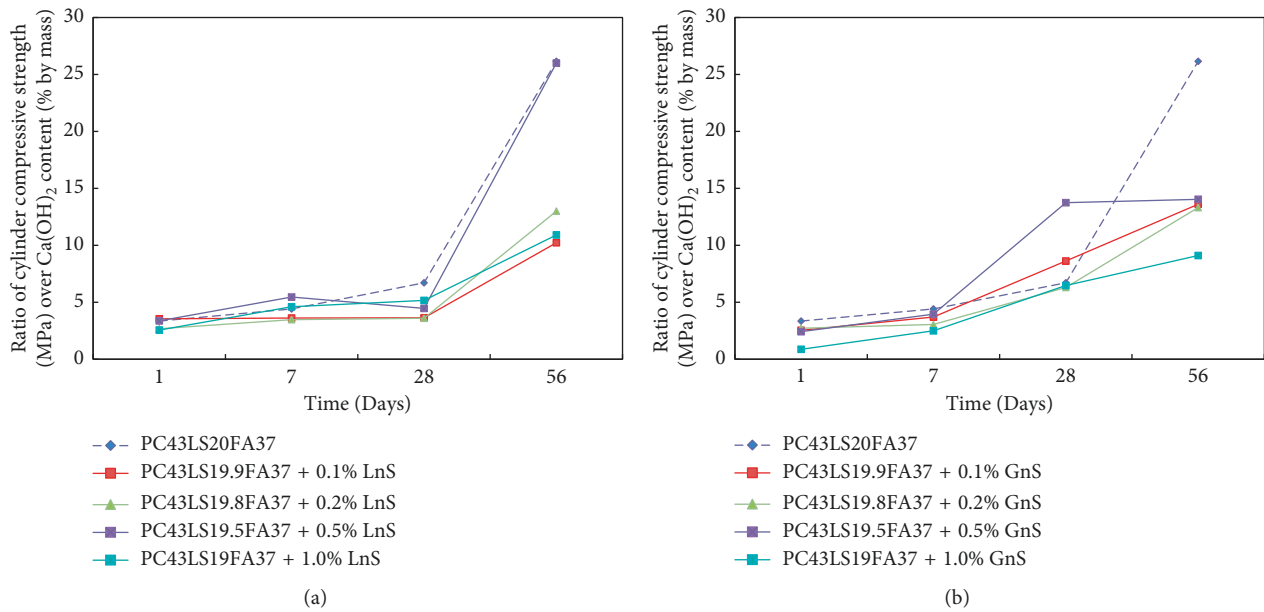 Ratio of cylinder compressive strength
(MPa) over Ca(OH)2 content (% by mass)
30
25
20
15
10
5
0
1 7 28 56
Time (Days)
PC43LS20FA37
PC43LS19.9FA37 + 0.1% LnS
PC43LS19.8FA37 + 0.2% LnS
PC43LS19.5FA37 + 0.5% LnS
PC43LS19FA37 + 1.0% LnS
(a)
Ratio of cylinder compressive strength
(MPa) over Ca(OH)2 content (% by mass)
30
25
20
15
10
5
0
1 7 28 56
Time (Days)
PC43LS20FA37
PC43LS19.9FA37 + 0.1% GnS
PC43LS19.8FA37 + 0.2% GnS
PC43LS19.5FA37 + 0.5% GnS
PC43LS19FA37 + 1.0% GnS
(b)